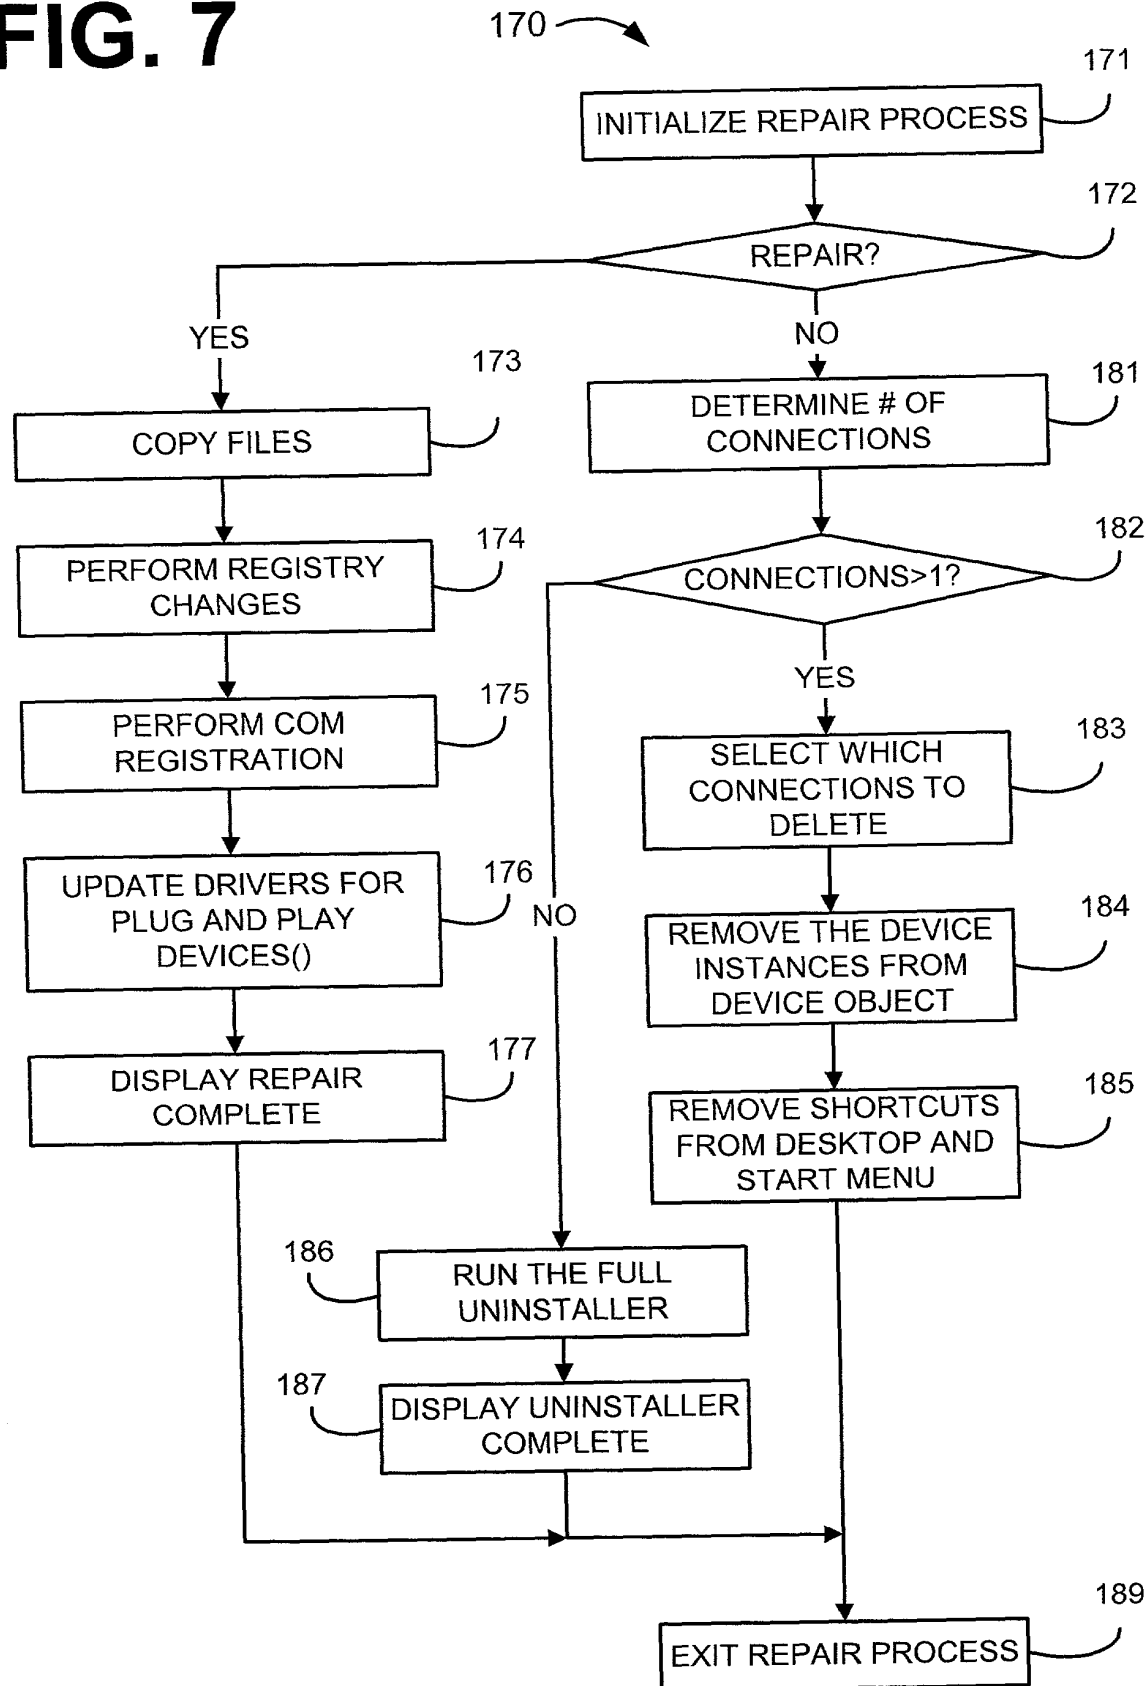 FIG. 7
170
171
INITIALIZE REPAIR PROCESS
172
REPAIR?
YES
NO
173
COPY FILES
181
DETERMINE # OF
CONNECTIONS
174
PERFORM REGISTRY
CHANGES
182
CONNECTIONS>1?
175
PERFORM COM
REGISTRATION
YES
183
SELECT WHICH
CONNECTIONS TO
DELETE
176
UPDATE DRIVERS FOR
PLUG AND PLAY
DEVICES()
NO
184
REMOVE THE DEVICE
INSTANCES FROM
DEVICE OBJECT
177
DISPLAY REPAIR
COMPLETE
185
REMOVE SHORTCUTS
FROM DESKTOP AND
START MENU
186
RUN THE FULL
UNINSTALLER
187
DISPLAY UNINSTALLER
COMPLETE
189
EXIT REPAIR PROCESS